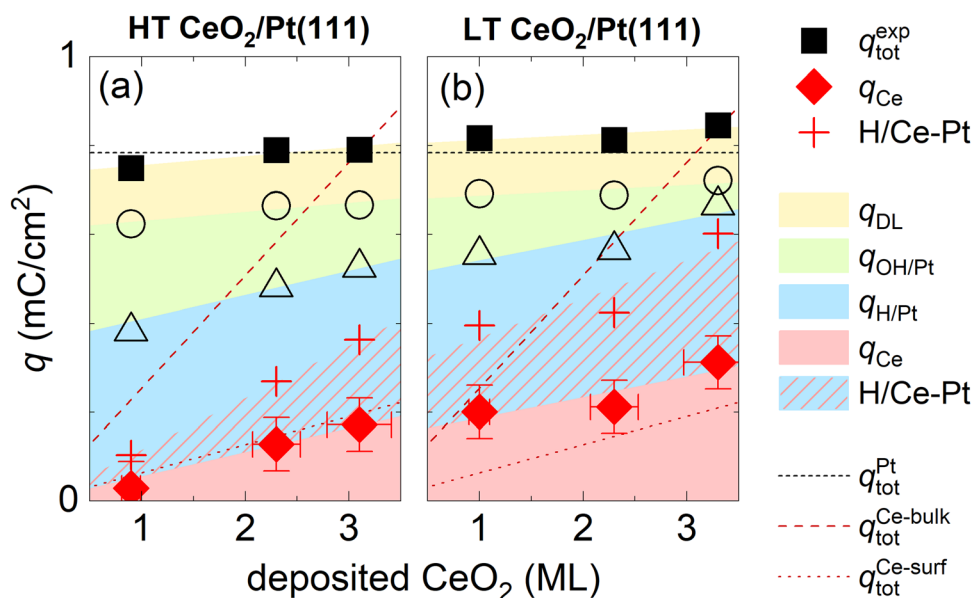 HT CeO₂/Pt(111)
LT CeO₂/Pt(111)
(a)
(b)
1
0
q (mC/cm²)
1
2
3
1
2
3
deposited CeO₂ (ML)
q_tot^exp
q_Ce
H/Ce-Pt
q_DL
q_OH/Pt
q_H/Pt
q_Ce
H/Ce-Pt
q_tot^Pt
q_tot^Ce-bulk
q_tot^Ce-surf